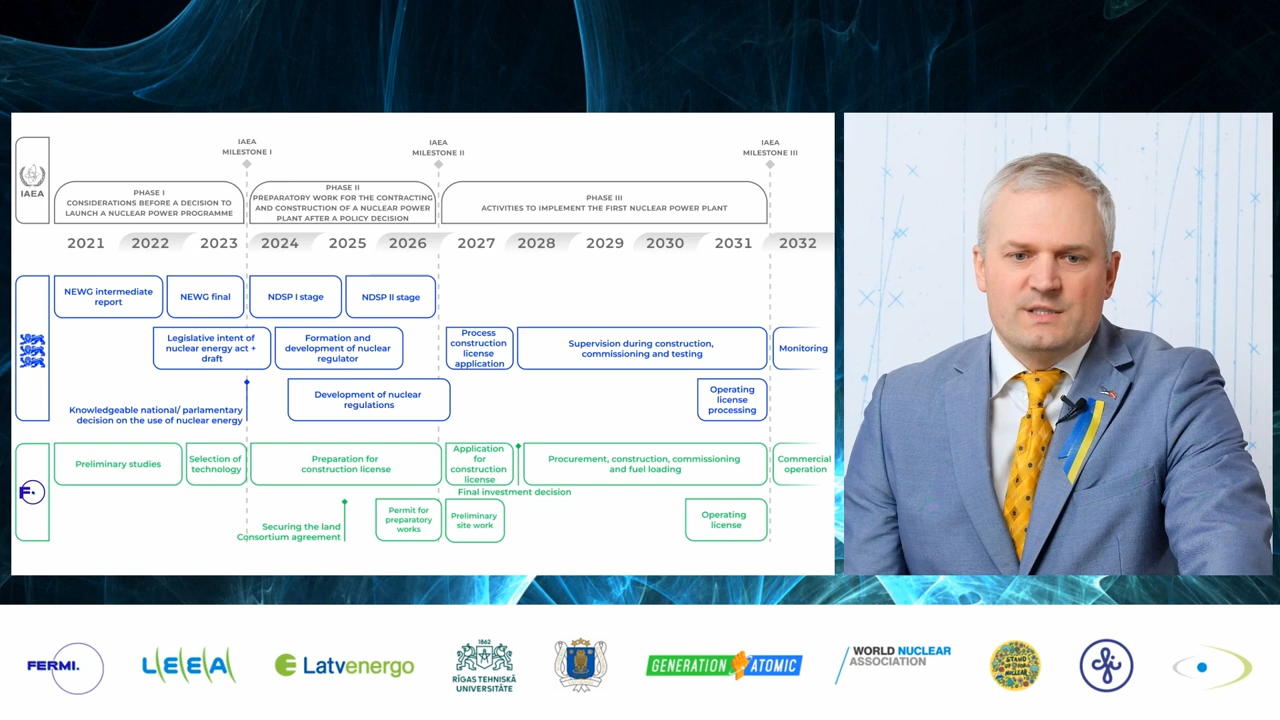 IAEA
MILESTONE I
IAEA
MILESTONE II
IAEA
MILESTONE III
IAEA
PHASE I
CONSIDERATIONS BEFORE A DECISION TO
LAUNCH A NUCLEAR POWER PROGRAMME
PHASE II
PREPARATORY WORK FOR THE CONTRACTING
AND CONSTRUCTION OF A NUCLEAR POWER
PLANT AFTER A POLICY DECISION
PHASE III
ACTIVITIES TO IMPLEMENT THE FIRST NUCLEAR POWER PLANT
2021 2022 2023 2024 2025 2026 2027 2028 2029 2030 2031 2032
NEWG intermediate
report
NEWG final
NDSP I stage
NDSP II stage
Legislative intent of
nuclear energy act +
draft
Formation and
development of nuclear
regulator
Process
construction
license
application
Supervision during construction,
commissioning and testing
Monitoring
Development of nuclear
regulations
Operating
license
processing
Knowledgeable national/ parlamentary
decision on the use of nuclear energy
F.
Preliminary studies
Selection of
technology
Preparation for
construction license
Application
for
construction
license
Procurement, construction, commissioning
and fuel loading
Commercial
operation
Final investment decision
Securing the land
Consortium agreement
Permit for
preparatory
works
Preliminary
site work
Operating
license
FERMI.
LEEA
Latvenergo
1862
RĪGAS TEHNISKĀ
UNIVERSITĀTE
GENERATION ATOMIC
WORLD NUCLEAR
ASSOCIATION
STAND
UP FOR
NUCLEAR